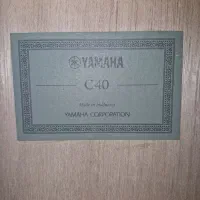 YAMAHA
C40
Made in Indonesia
YAMAHA CORPORATION